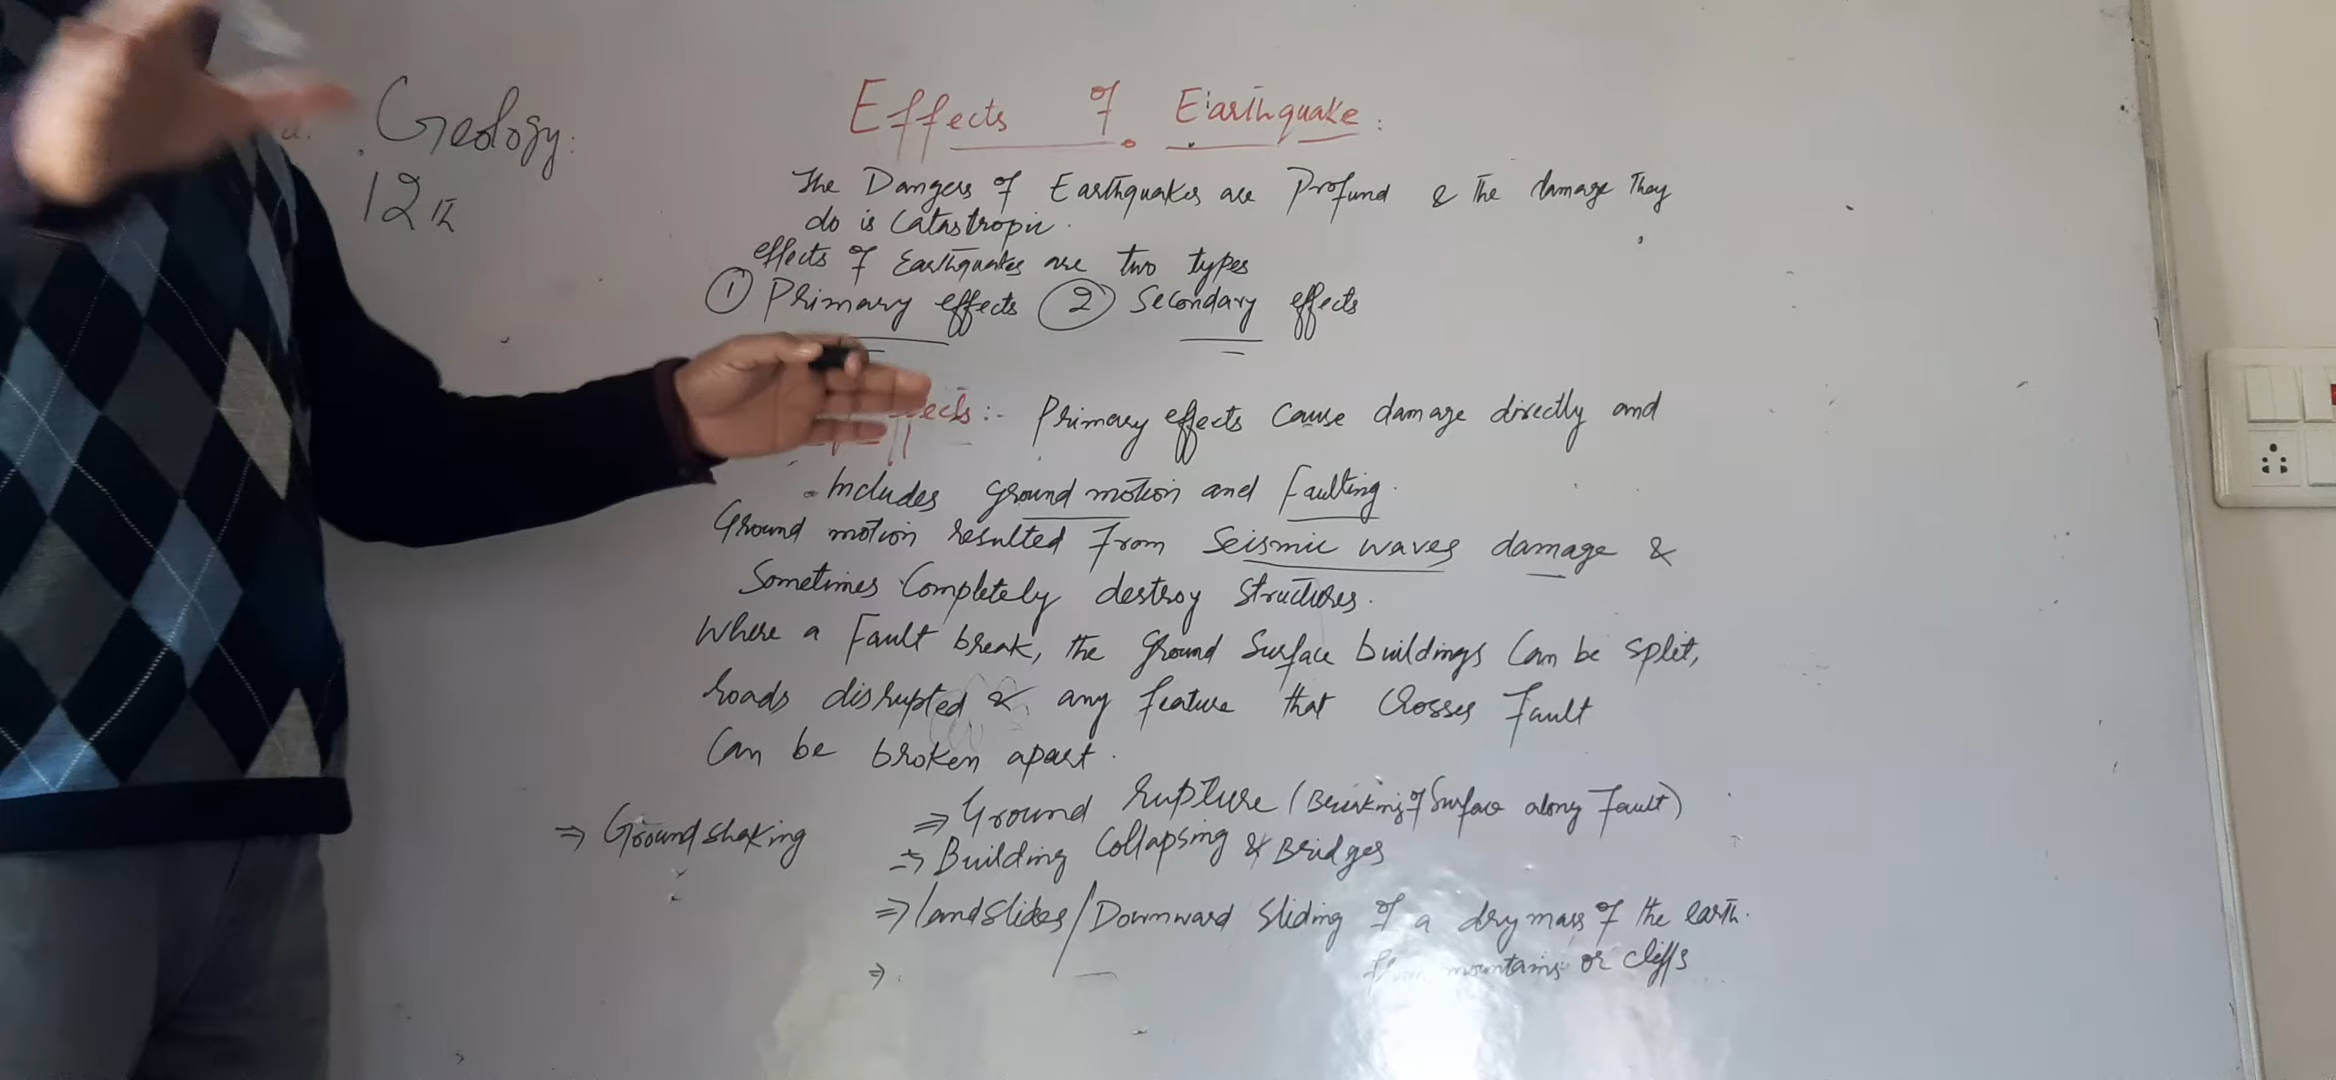 Geology.
12th
Effects of Earthquake:
The Dangers of Earthquakes are Profund & the damage They
do is Catastropic.
effects of Earthquakes are two types
① Primary effects ② Secondary effects
Primary effects cause damage directly and
Includes ground motion and Faulting.
Ground motion resulted From Seismic waves damage &
Sometimes Completely destroy Structures.
Where a Fault break, the ground Surface buildings Can be split,
roads disrupted & any feature that Crosses Fault
Can be broken apart.
⇒ Ground shaking
⇒ Ground rupture (Breaking of Surface along Fault)
⇒ Building Collapsing & Bridges
⇒ landslides/Downward Sliding of a dry mass of the earth.
from mountains or cliffs
⇒